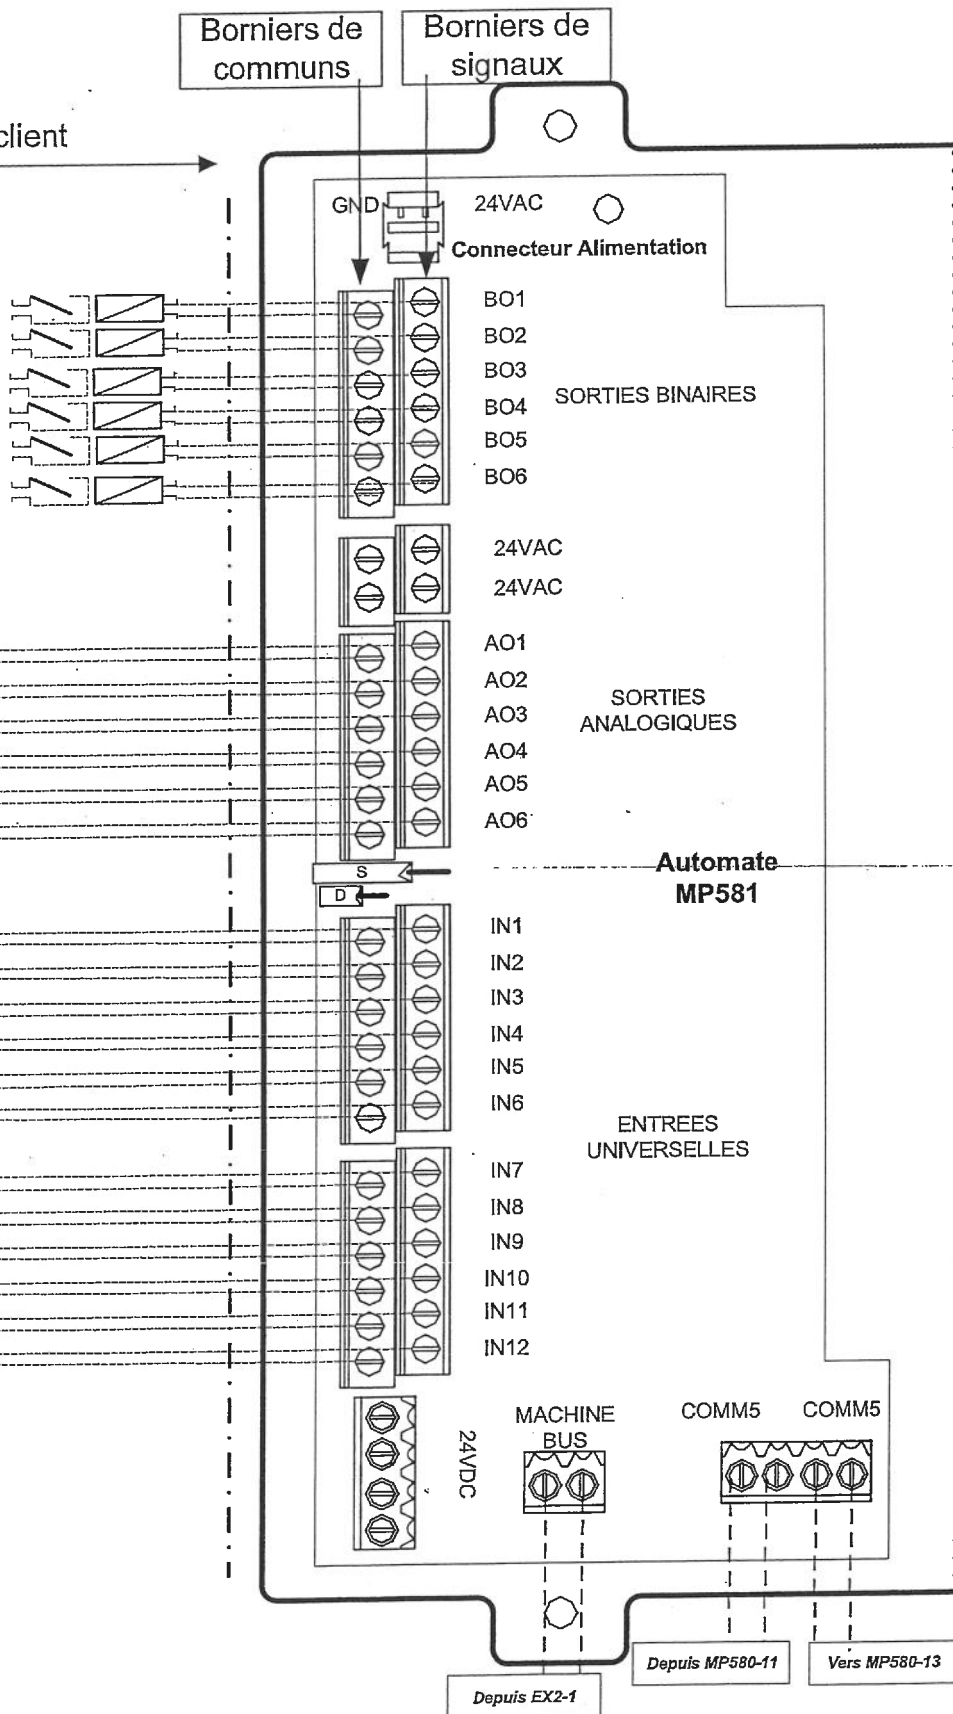 Borniers de
communs
Borniers de
signaux
client
GND
24VAC
Connecteur Alimentation
BO1
BO2
BO3
BO4
BO5
BO6
SORTIES BINAIRES
24VAC
24VAC
AO1
AO2
AO3
AO4
AO5
AO6
SORTIES
ANALOGIQUES
S
D
Automate
MP581
IN1
IN2
IN3
IN4
IN5
IN6
ENTREES
UNIVERSELLES
IN7
IN8
IN9
IN10
IN11
IN12
24VDC
MACHINE
BUS
COMM5
COMM5
Depuis MP580-11
Vers MP580-13
Depuis EX2-1